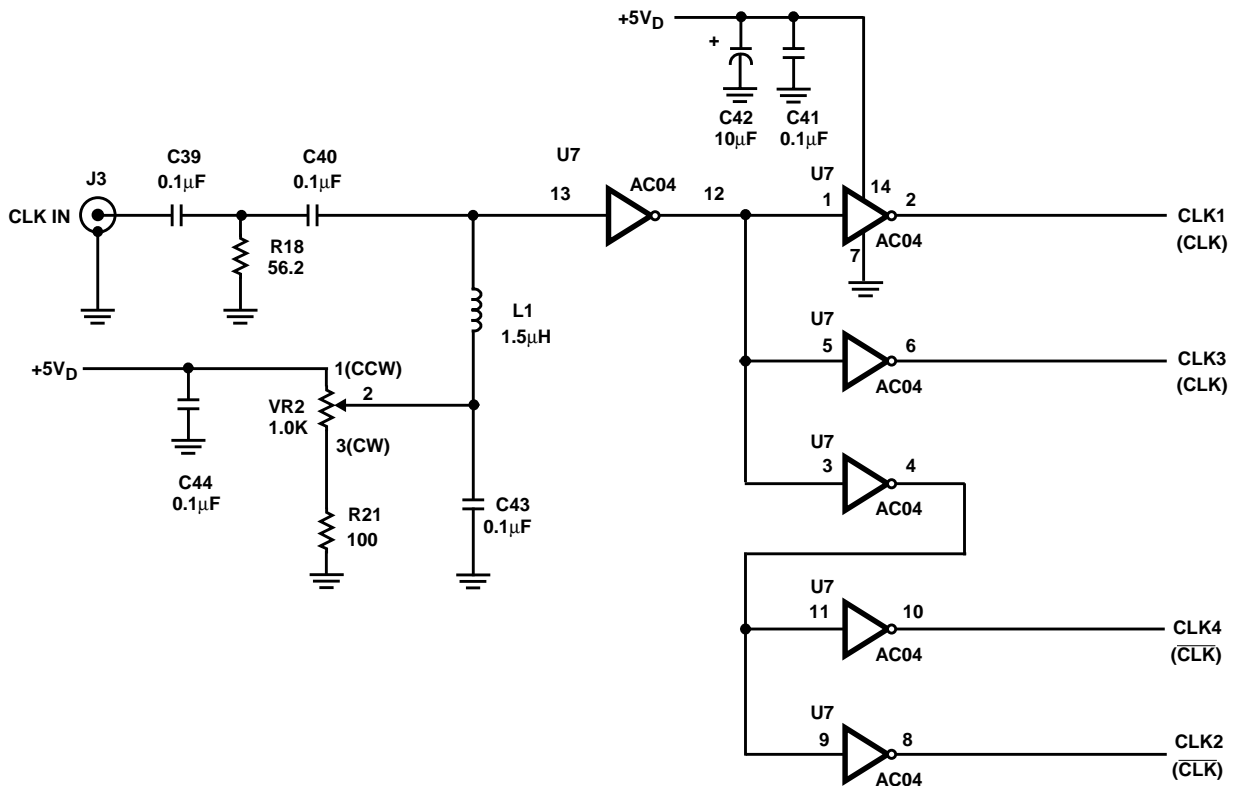 +5VD
+
C42
10µF
C41
0.1µF
C39
0.1µF
C40
0.1µF
J3
CLK IN
R18
56.2
U7
13
AC04
12
U7
1
14
2
7
AC04
CLK1
(CLK)
L1
1.5µH
U7
5
6
AC04
CLK3
(CLK)
+5VD
1(CCW)
2
VR2
1.0K
3(CW)
C44
0.1µF
R21
100
C43
0.1µF
U7
3
4
AC04
U7
11
10
AC04
CLK4
(C̅L̅K̅)
U7
9
8
AC04
CLK2
(C̅L̅K̅)